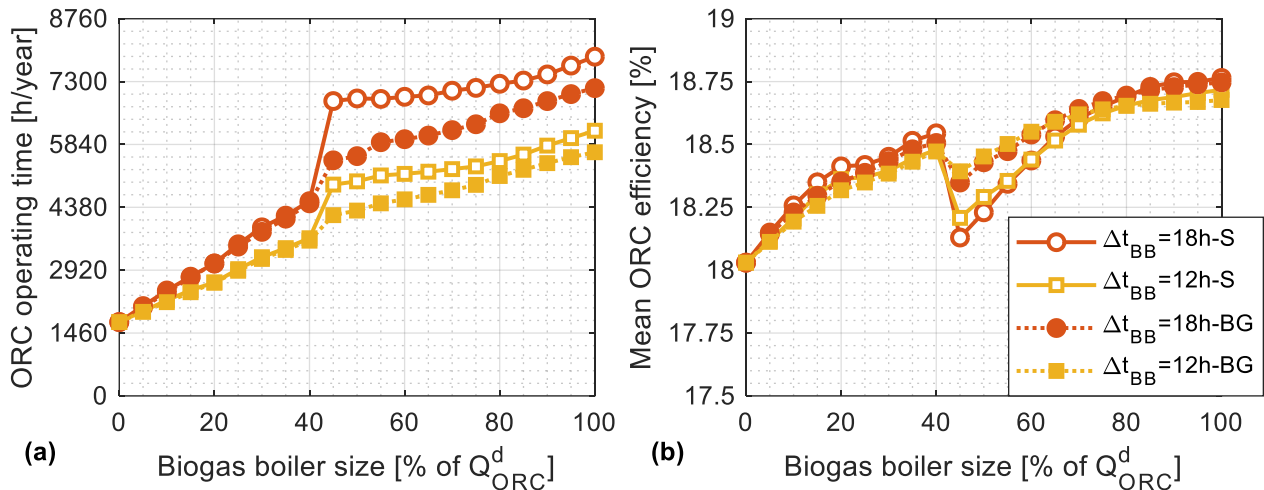 ORC operating time [h/year]
8760
7300
5840
4380
2920
1460
0
0 20 40 60 80 100
(a) Biogas boiler size [% of Q^d_ORC]
Mean ORC efficiency [%]
19
18.75
18.5
18.25
18
17.75
17.5
0 20 40 60 80 100
(b) Biogas boiler size [% of Q^d_ORC]
Δt_BB=18h-S
Δt_BB=12h-S
Δt_BB=18h-BG
Δt_BB=12h-BG